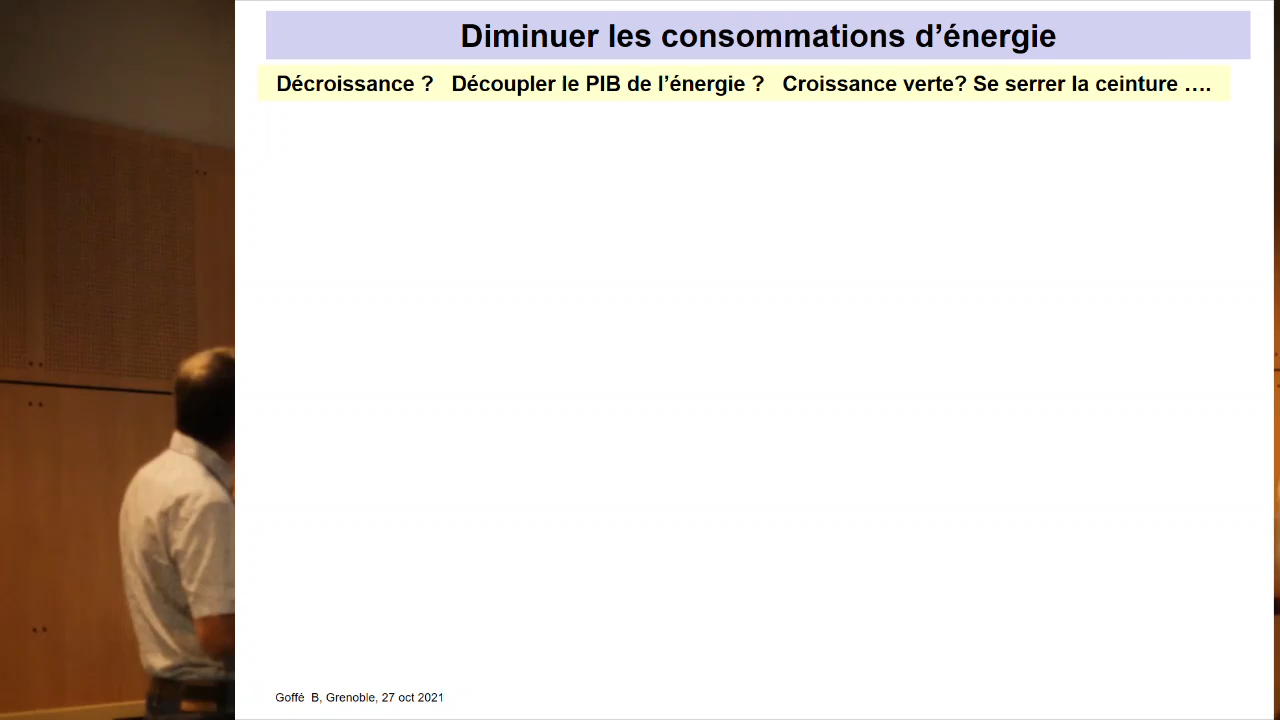 Diminuer les consommations d’énergie
Décroissance ? Découpler le PIB de l’énergie ? Croissance verte? Se serrer la ceinture ….
Goffé B, Grenoble, 27 oct 2021